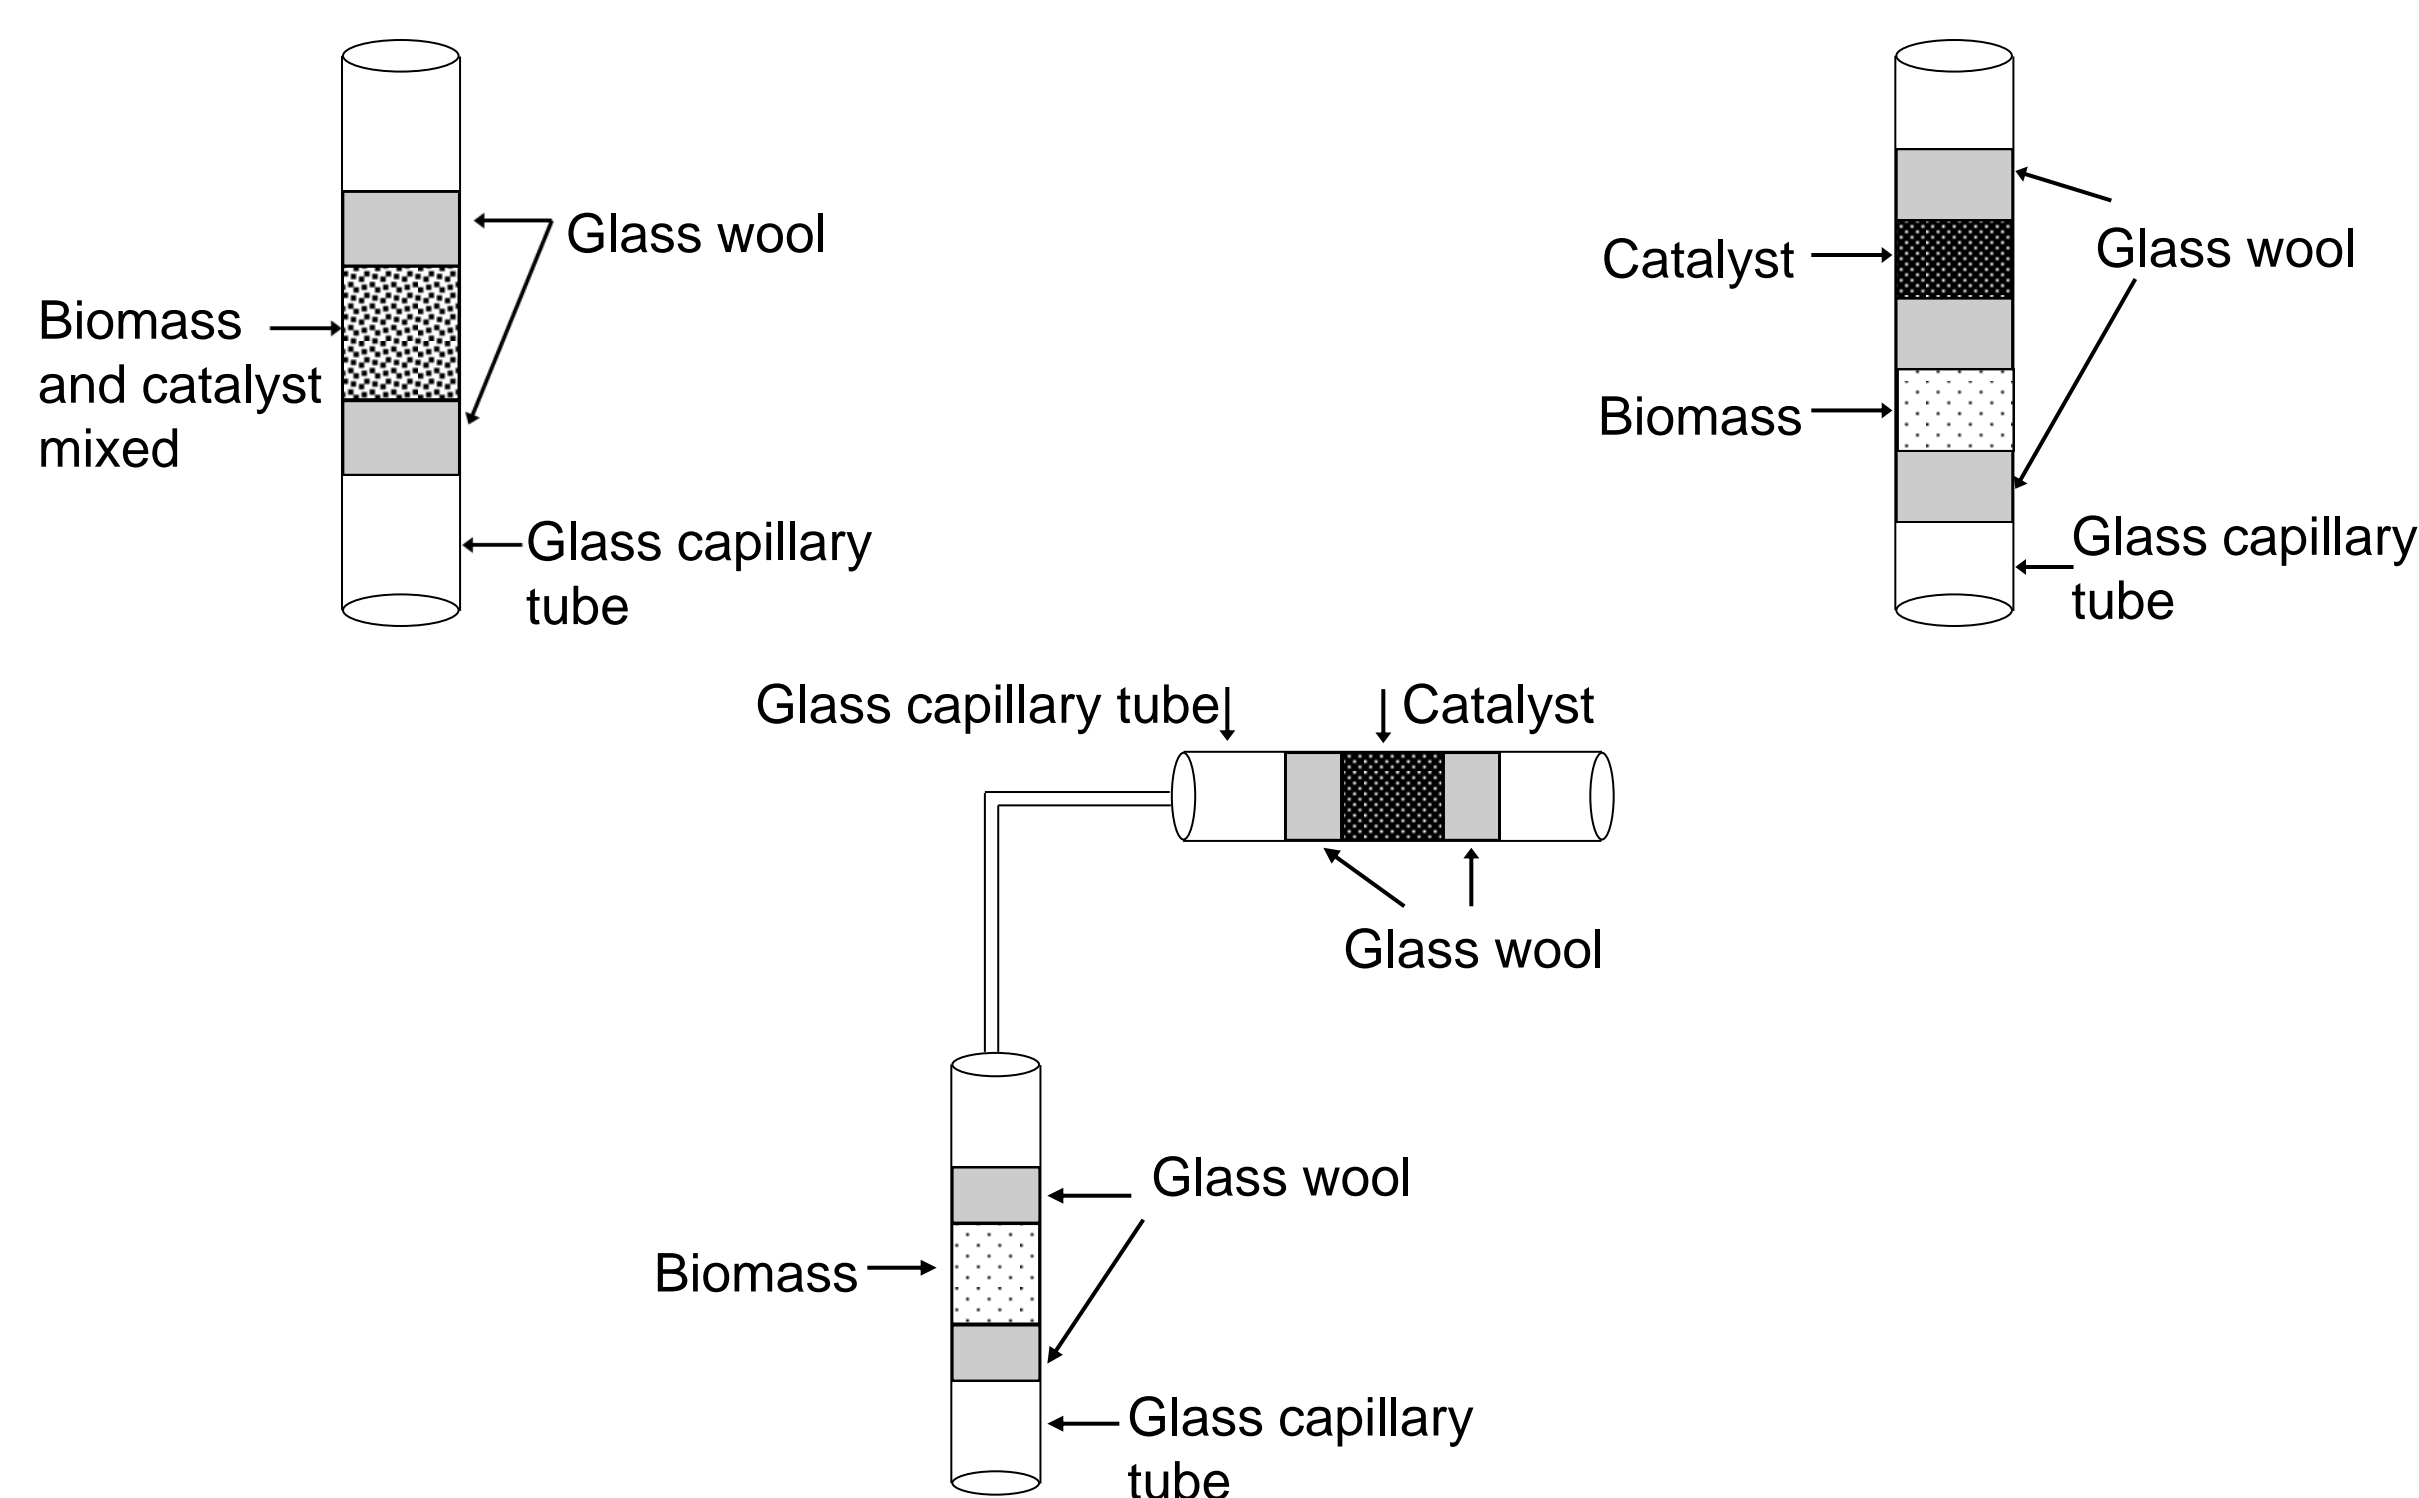 Glass wool
Biomass
and catalyst
mixed
Glass capillary
tube
Catalyst
Glass wool
Biomass
Glass capillary
tube
Glass capillary tube
Catalyst
Glass wool
Glass wool
Biomass
Glass capillary
tube